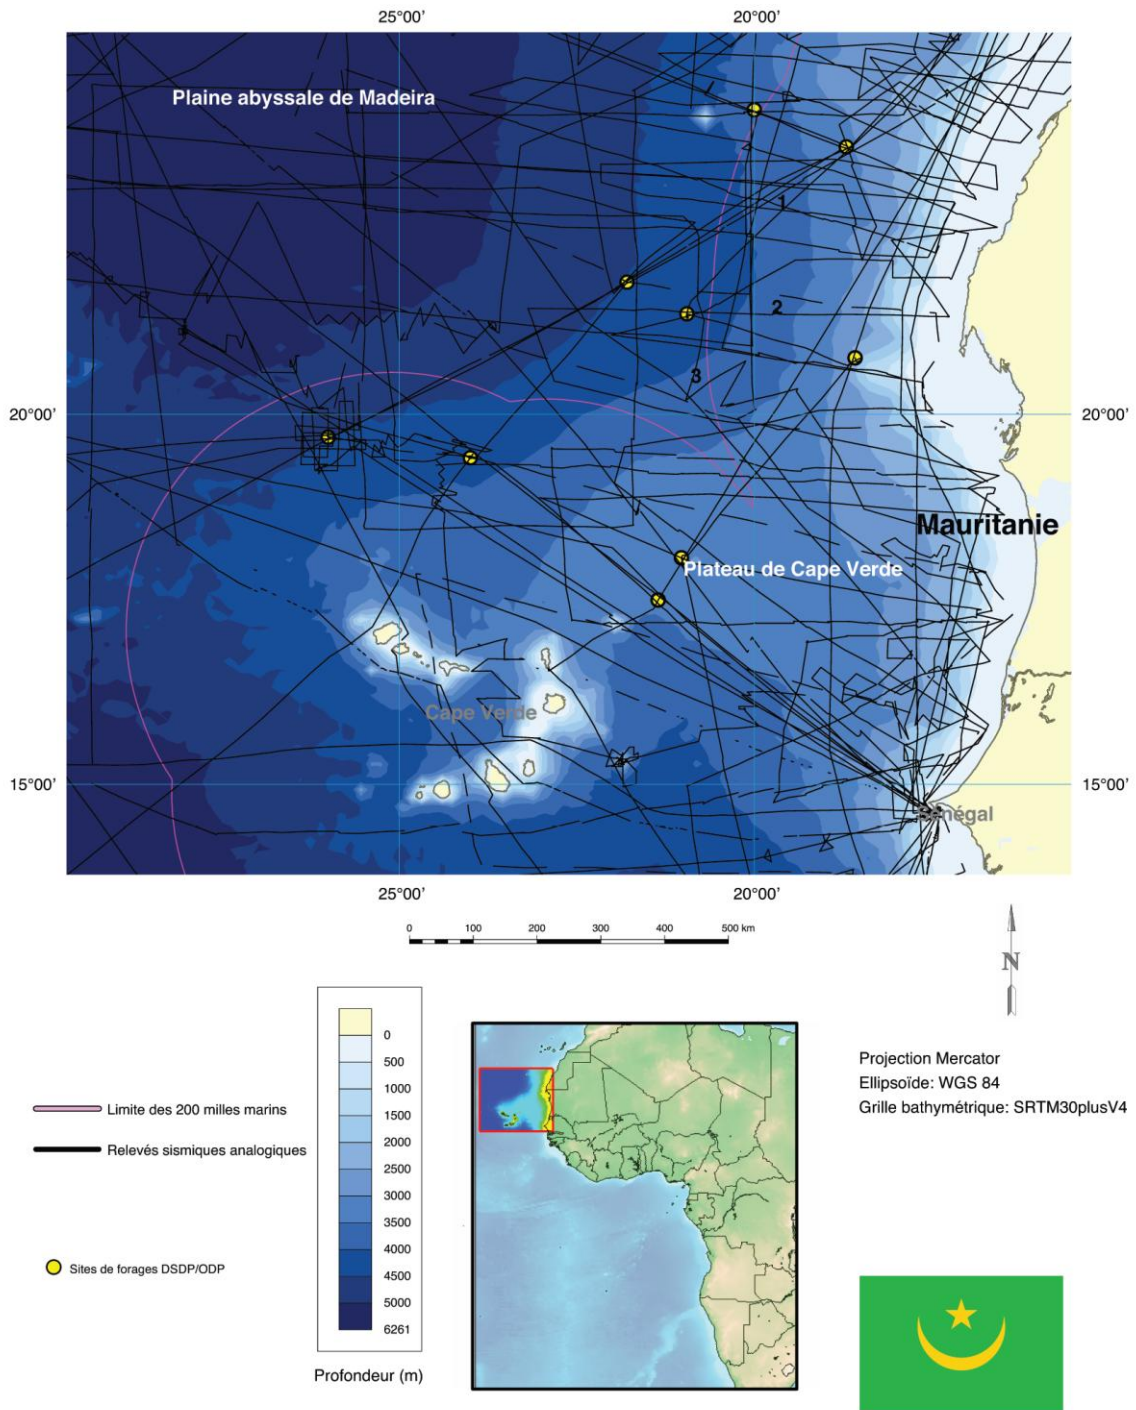 25°00’ 20°00’
Plaine abyssale de Madeira
1
2
3
20°00’ 20°00’
Mauritanie
Plateau de Cape Verde
Cape Verde
15°00’ 15°00’
Sénégal
25°00’ 20°00’
0 100 200 300 400 500 km
N
0
500
1000
1500
2000
2500
3000
3500
4000
4500
5000
6261
Profondeur (m)
Limite des 200 milles marins
Relevés sismiques analogiques
Sites de forages DSDP/ODP
Projection Mercator
Ellipsoïde: WGS 84
Grille bathymétrique: SRTM30plusV4